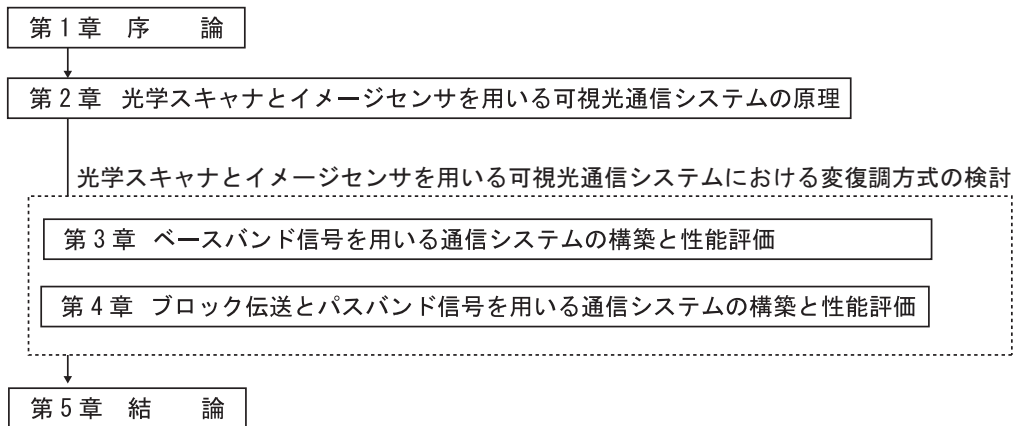 第1章 序 論
第2章 光学スキャナとイメージセンサを用いる可視光通信システムの原理
光学スキャナとイメージセンサを用いる可視光通信システムにおける変復調方式の検討
第3章 ベースバンド信号を用いる通信システムの構築と性能評価
第4章 ブロック伝送とパスバンド信号を用いる通信システムの構築と性能評価
第5章 結 論